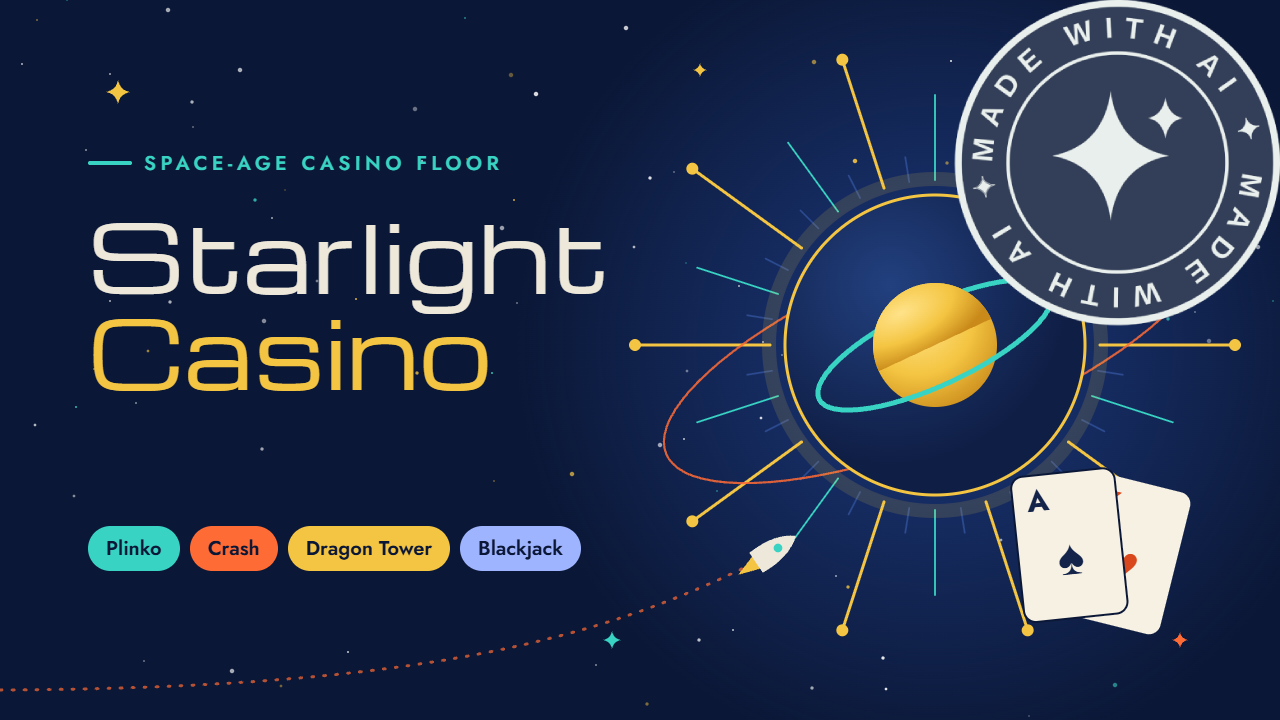 MADE WITH AI MADE WITH AI
SPACE-AGE CASINO FLOOR
Starlight
Casino
Plinko Crash Dragon Tower Blackjack
A